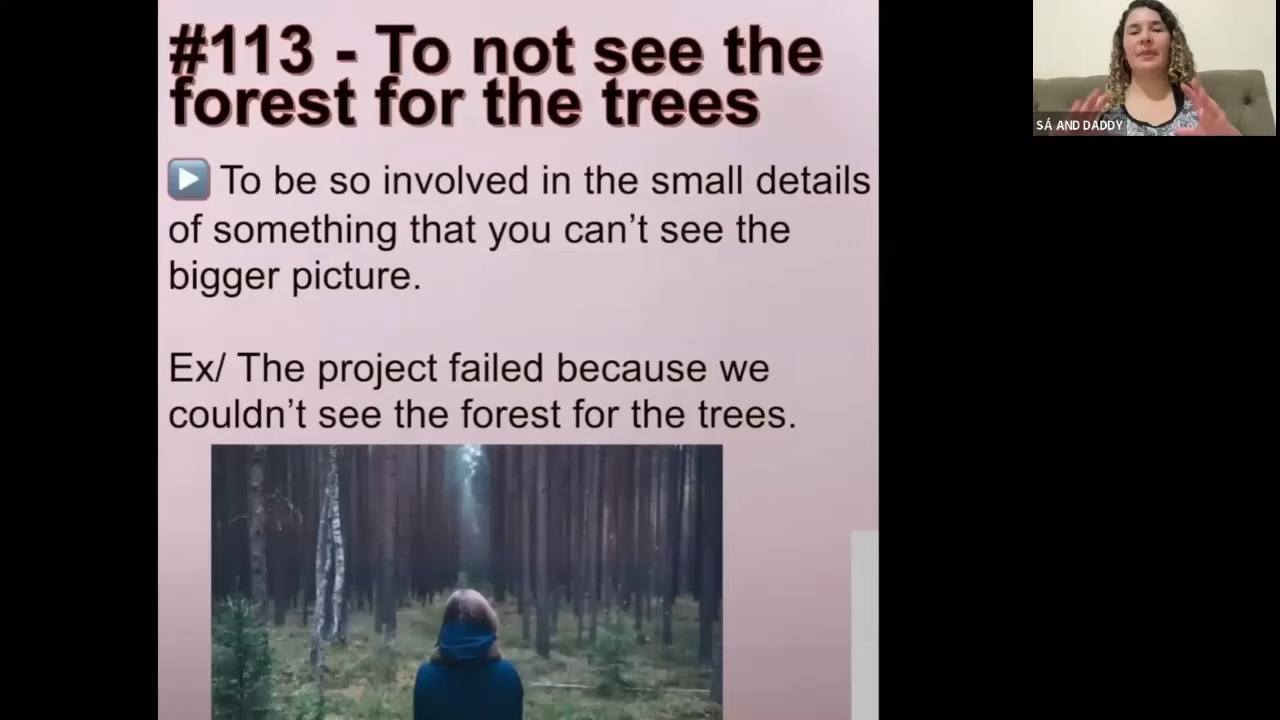 #113 - To not see the
forest for the trees
To be so involved in the small details
of something that you can’t see the
bigger picture.
Ex/ The project failed because we
couldn’t see the forest for the trees.
SÁ AND DADDY